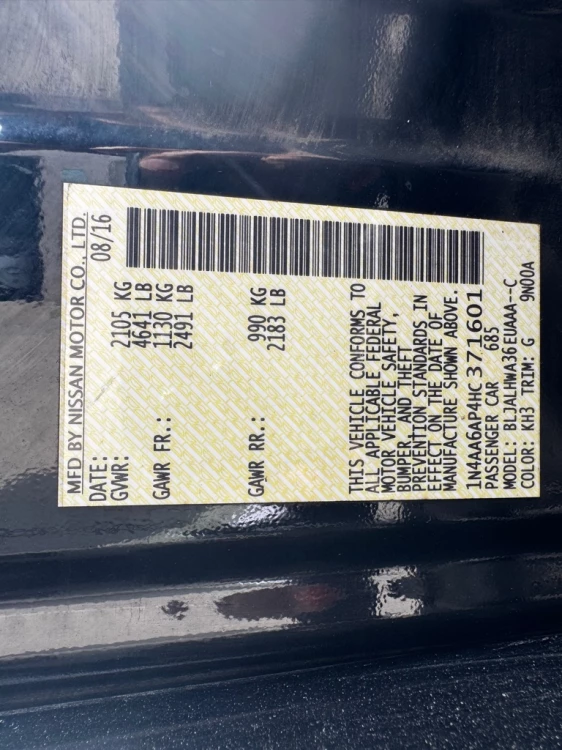 MFD BY NISSAN MOTOR CO., LTD.
DATE: 08/16
GVWR: 2105 KG
4641 LB
GAWR FR.: 1130 KG
2491 LB
GAWR RR.: 990 KG
2183 LB
THIS VEHICLE CONFORMS TO
ALL APPLICABLE FEDERAL
MOTOR VEHICLE SAFETY,
BUMPER, AND THEFT
PREVENTION STANDARDS IN
EFFECT ON THE DATE OF
MANUFACTURE SHOWN ABOVE.
1N4AA6AP4HC371601
PASSENGER CAR 685
MODEL: BLJALHWA36EUAAA--C
COLOR: KH3 TRIM: G 9N00A